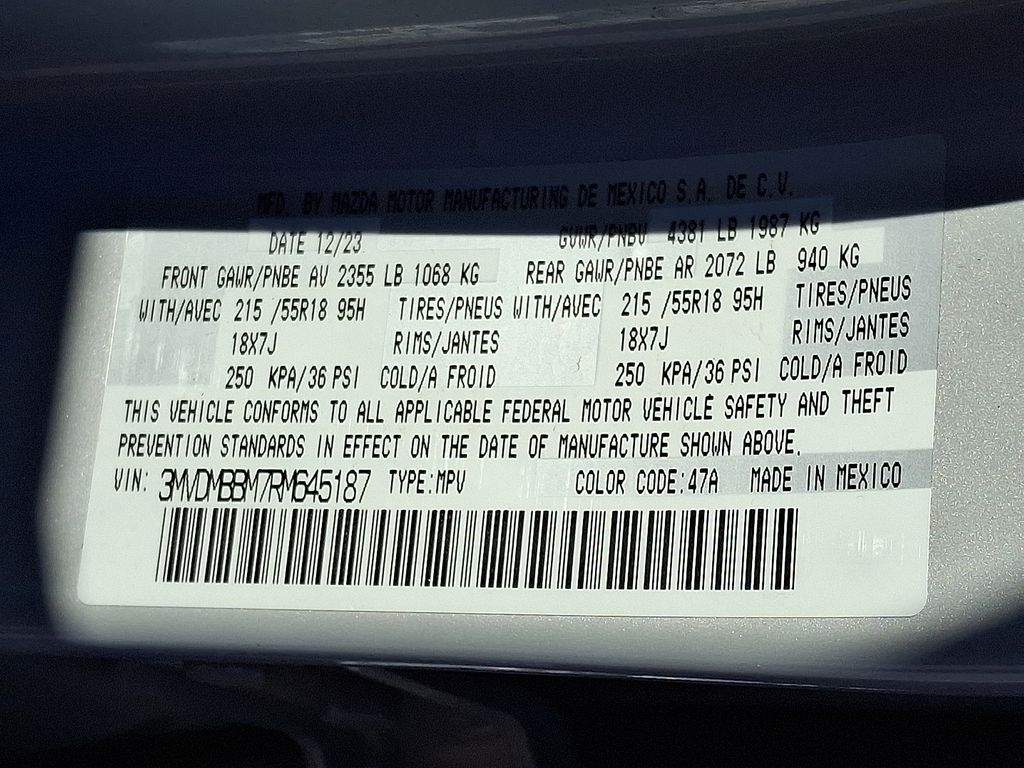 MFD. BY MAZDA MOTOR MANUFACTURING DE MEXICO S.A. DE C.V.
DATE 12/23 GVWR/PNBV 4381 LB 1987 KG
FRONT GAWR/PNBE AV 2355 LB 1068 KG REAR GAWR/PNBE AR 2072 LB 940 KG
WITH/AVEC 215 /55R18 95H TIRES/PNEUS WITH/AVEC 215 /55R18 95H TIRES/PNEUS
18X7J RIMS/JANTES 18X7J RIMS/JANTES
250 KPA/36 PSI COLD/A FROID 250 KPA/36 PSI COLD/A FROID
THIS VEHICLE CONFORMS TO ALL APPLICABLE FEDERAL MOTOR VEHICLE SAFETY AND THEFT
PREVENTION STANDARDS IN EFFECT ON THE DATE OF MANUFACTURE SHOWN ABOVE.
VIN: 3MVDMBBM7RM645187 TYPE:MPV COLOR CODE:47A MADE IN MEXICO